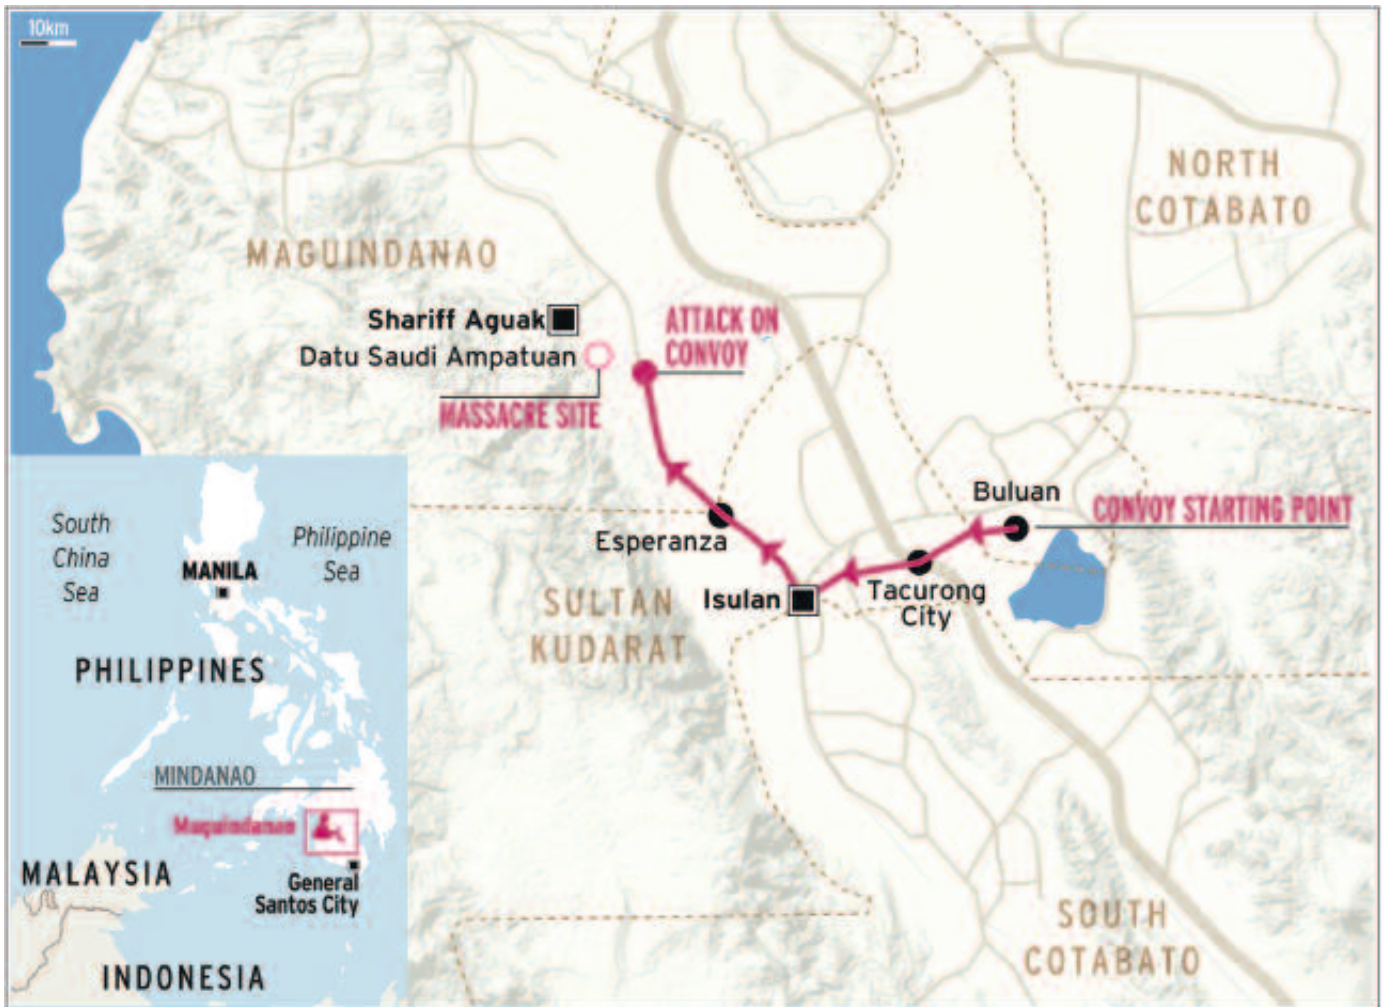 10km
NORTH
COTABATO
MAGUINDANAO
Shariff Aguak
ATTACK ON
CONVOY
Datu Saudi Ampatuan
MASSACRE SITE
Buluan
CONVOY STARTING POINT
Esperanza
Tacurong
City
Isulan
SULTAN
KUDARAT
SOUTH
COTABATO
South
China
Sea
Philippine
Sea
MANILA
PHILIPPINES
MINDANAO
Maguindanao
MALAYSIA
General
Santos City
INDONESIA